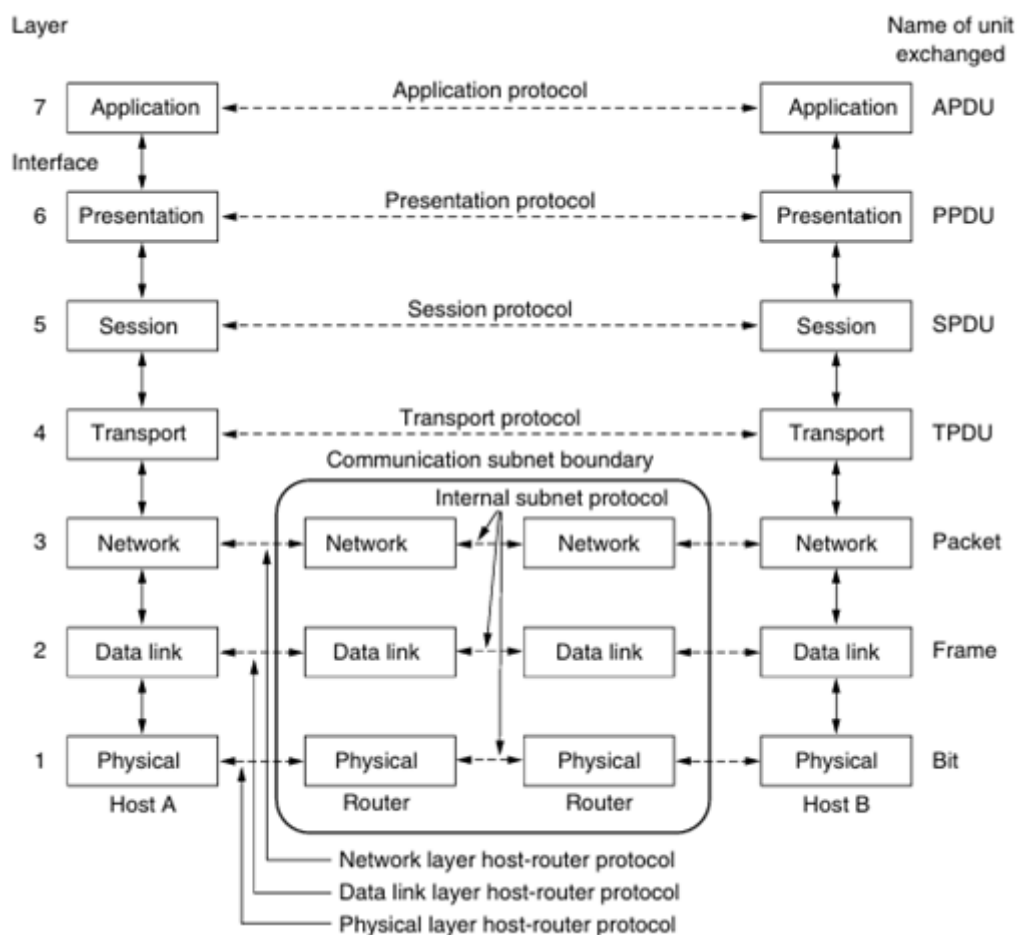 Layer
Name of unit
exchanged
Application protocol
7 Application Application APDU
Interface
Presentation protocol
6 Presentation Presentation PPDU
Session protocol
5 Session Session SPDU
Transport protocol
4 Transport Transport TPDU
Communication subnet boundary
Internal subnet protocol
3 Network Network Network Network Packet
2 Data link Data link Data link Data link Frame
1 Physical Physical Physical Physical Bit
Host A Router Router Host B
Network layer host-router protocol
Data link layer host-router protocol
Physical layer host-router protocol